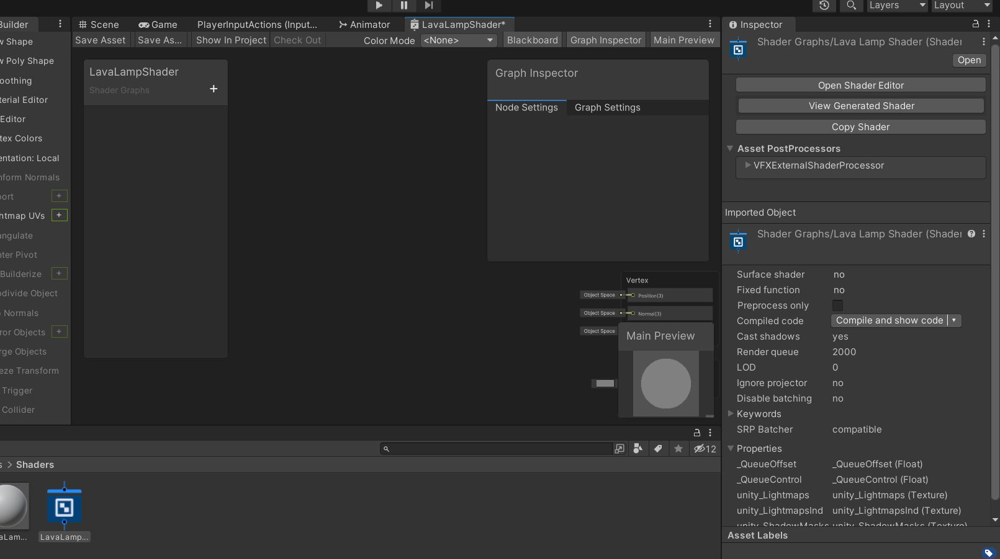 Layers
Layout
Builder
Scene
Game
PlayerInputActions (Input...
Animator
LavaLampShader*
Inspector
Save Asset
Save As...
Show In Project
Check Out
Color Mode
<None>
Blackboard
Graph Inspector
Main Preview
w Shape
w Poly Shape
oothing
terial Editor
Editor
tex Colors
entation: Local
nform Normals
ort
+
htmap UVs
+
angulate
nter Pivot
Builderize
+
odivide Object
o Normals
ror Objects
+
rge Objects
eze Transform
Trigger
Collider
LavaLampShader
Shader Graphs
+
Graph Inspector
Node Settings
Graph Settings
Vertex
Object Space
Position(3)
Object Space
Normal(3)
Object Space
Main Preview
Shader Graphs/Lava Lamp Shader (Shader
Open
Open Shader Editor
View Generated Shader
Copy Shader
Asset PostProcessors
VFXExternalShaderProcessor
Imported Object
Shader Graphs/Lava Lamp Shader (Shader
Surface shader no
Fixed function no
Preprocess only
Compiled code Compile and show code
Cast shadows yes
Render queue 2000
LOD 0
Ignore projector no
Disable batching no
Keywords
SRP Batcher compatible
Properties
_QueueOffset _QueueOffset (Float)
_QueueControl _QueueControl (Float)
unity_Lightmaps unity_Lightmaps (Texture)
unity_LightmapsInd unity_LightmapsInd (Texture)
unity_ShadowMasks unity_ShadowMasks (Texture)
Asset Labels
12
s > Shaders
aLam...
LavaLamp...